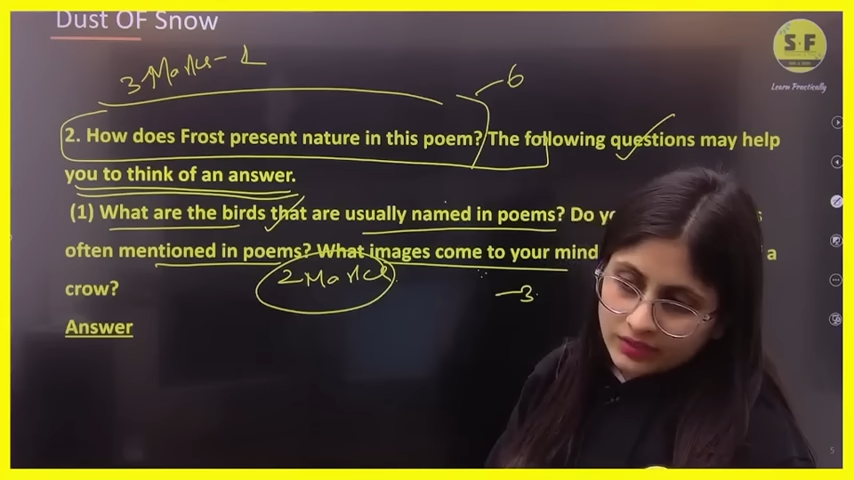 Dust OF Snow
S F
Learn Practically
3 Marks - 1
6
2. How does Frost present nature in this poem? The following questions may help
you to think of an answer.
(1) What are the birds that are usually named in poems? Do
often mentioned in poems? What images come to your mind a
2 Marks
crow?
3
Answer
5